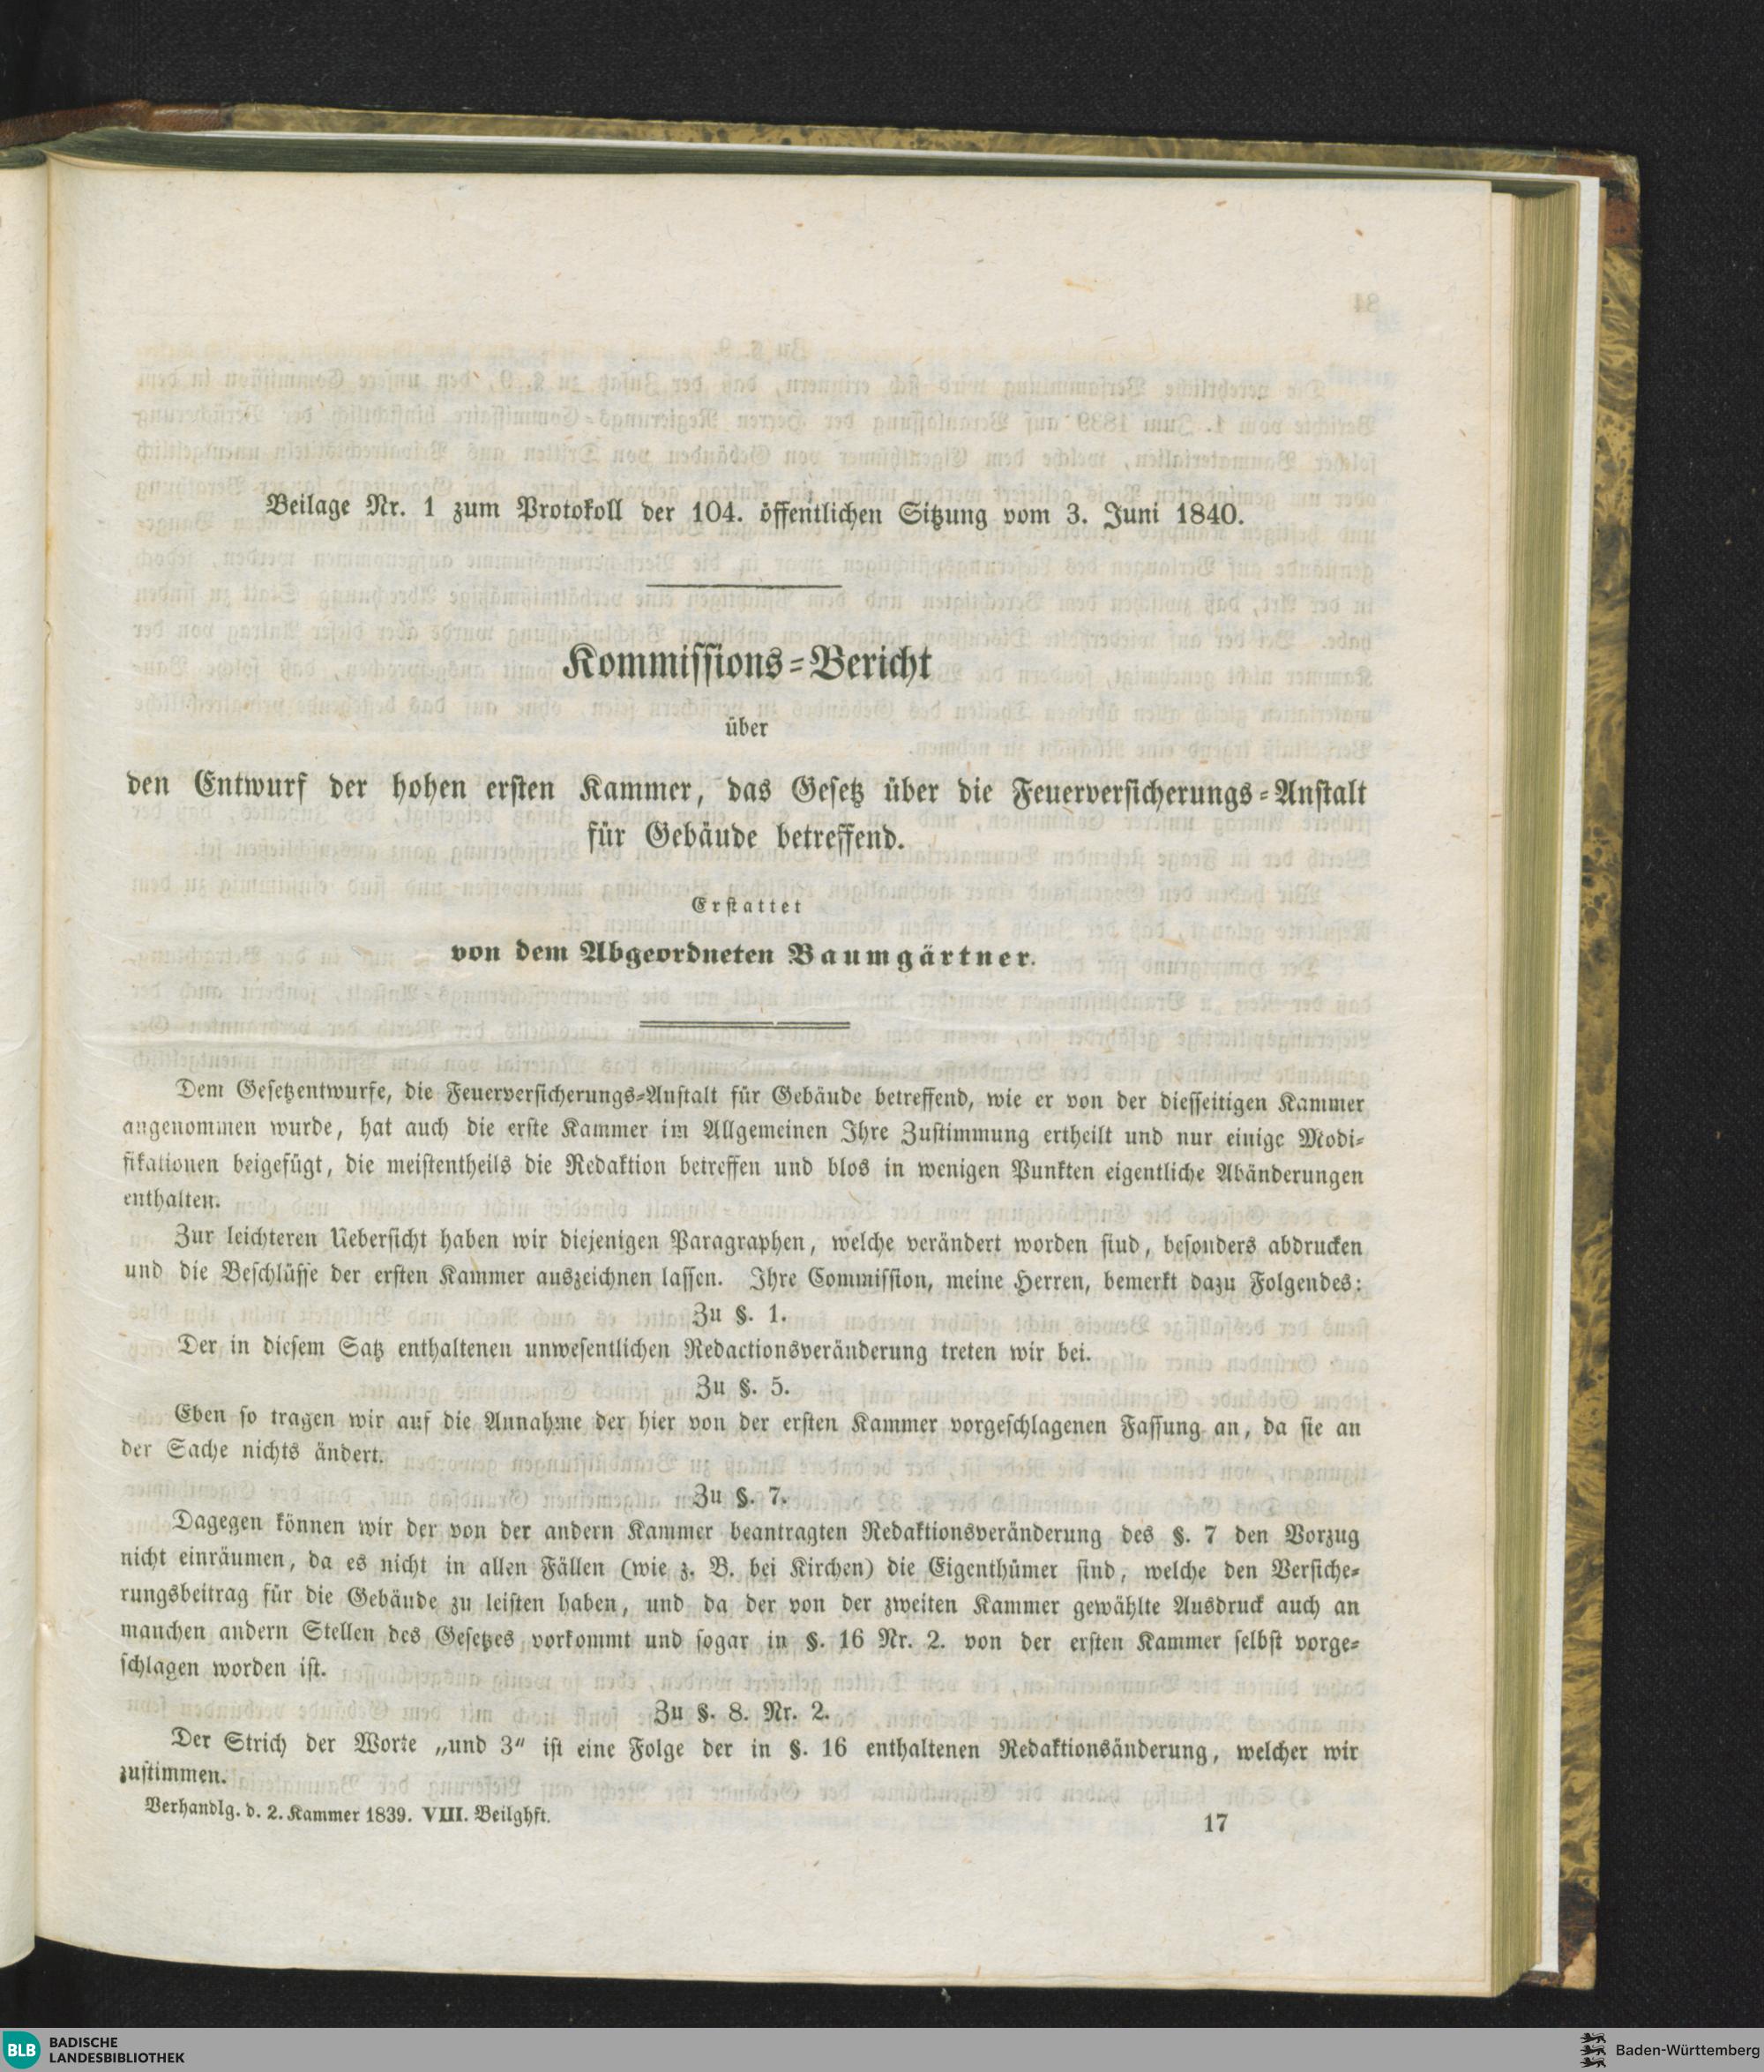 Beilage Nr. 1 zum Protokoll der 104. öffentlichen Sitzung vom 3. Juni 1840.
Kommissions=Bericht
über
den Entwurf der hohen ersten Kammer, das Gesetz über die Feuerversicherungs=Anstalt
für Gebäude betreffend.
Erstattet
von dem Abgeordneten Baumgärtner.
Dem Gesetzentwurfe, die Feuerversicherungs=Anstalt für Gebäude betreffend, wie er von der diesseitigen Kammer
angenommen wurde, hat auch die erste Kammer im Allgemeinen Ihre Zustimmung ertheilt und nur einige Modi=
fikationen beigefügt, die meistentheils die Redaktion betreffen und blos in wenigen Punkten eigentliche Abänderungen
enthalten.
Zur leichteren Uebersicht haben wir diejenigen Paragraphen, welche verändert worden sind, besonders abdrucken
und die Beschlüsse der ersten Kammer auszeichnen lassen. Ihre Commission, meine Herren, bemerkt dazu Folgendes:
Zu §. 1.
Der in diesem Satz enthaltenen unwesentlichen Redactionsveränderung treten wir bei.
Zu §. 5.
Eben so tragen wir auf die Annahme der hier von der ersten Kammer vorgeschlagenen Fassung an, da sie an
der Sache nichts ändert.
Zu §. 7.
Dagegen können wir der von der andern Kammer beantragten Redaktionsveränderung des §. 7 den Vorzug
nicht einräumen, da es nicht in allen Fällen (wie z. B. bei Kirchen) die Eigenthümer sind, welche den Versiche=
rungsbeitrag für die Gebäude zu leisten haben, und da der von der zweiten Kammer gewählte Ausdruck auch an
manchen andern Stellen des Gesetzes vorkommt und sogar in §. 16 Nr. 2. von der ersten Kammer selbst vorge=
schlagen worden ist.
Zu §. 8. Nr. 2.
Der Strich der Worte „und 3“ ist eine Folge der in §. 16 enthaltenen Redaktionsänderung, welcher wir
zustimmen.
Verhandlg. d. 2. Kammer 1839. VIII. Beilghft.
17
BLB BADISCHE
LANDESBIBLIOTHEK
Baden-Württemberg